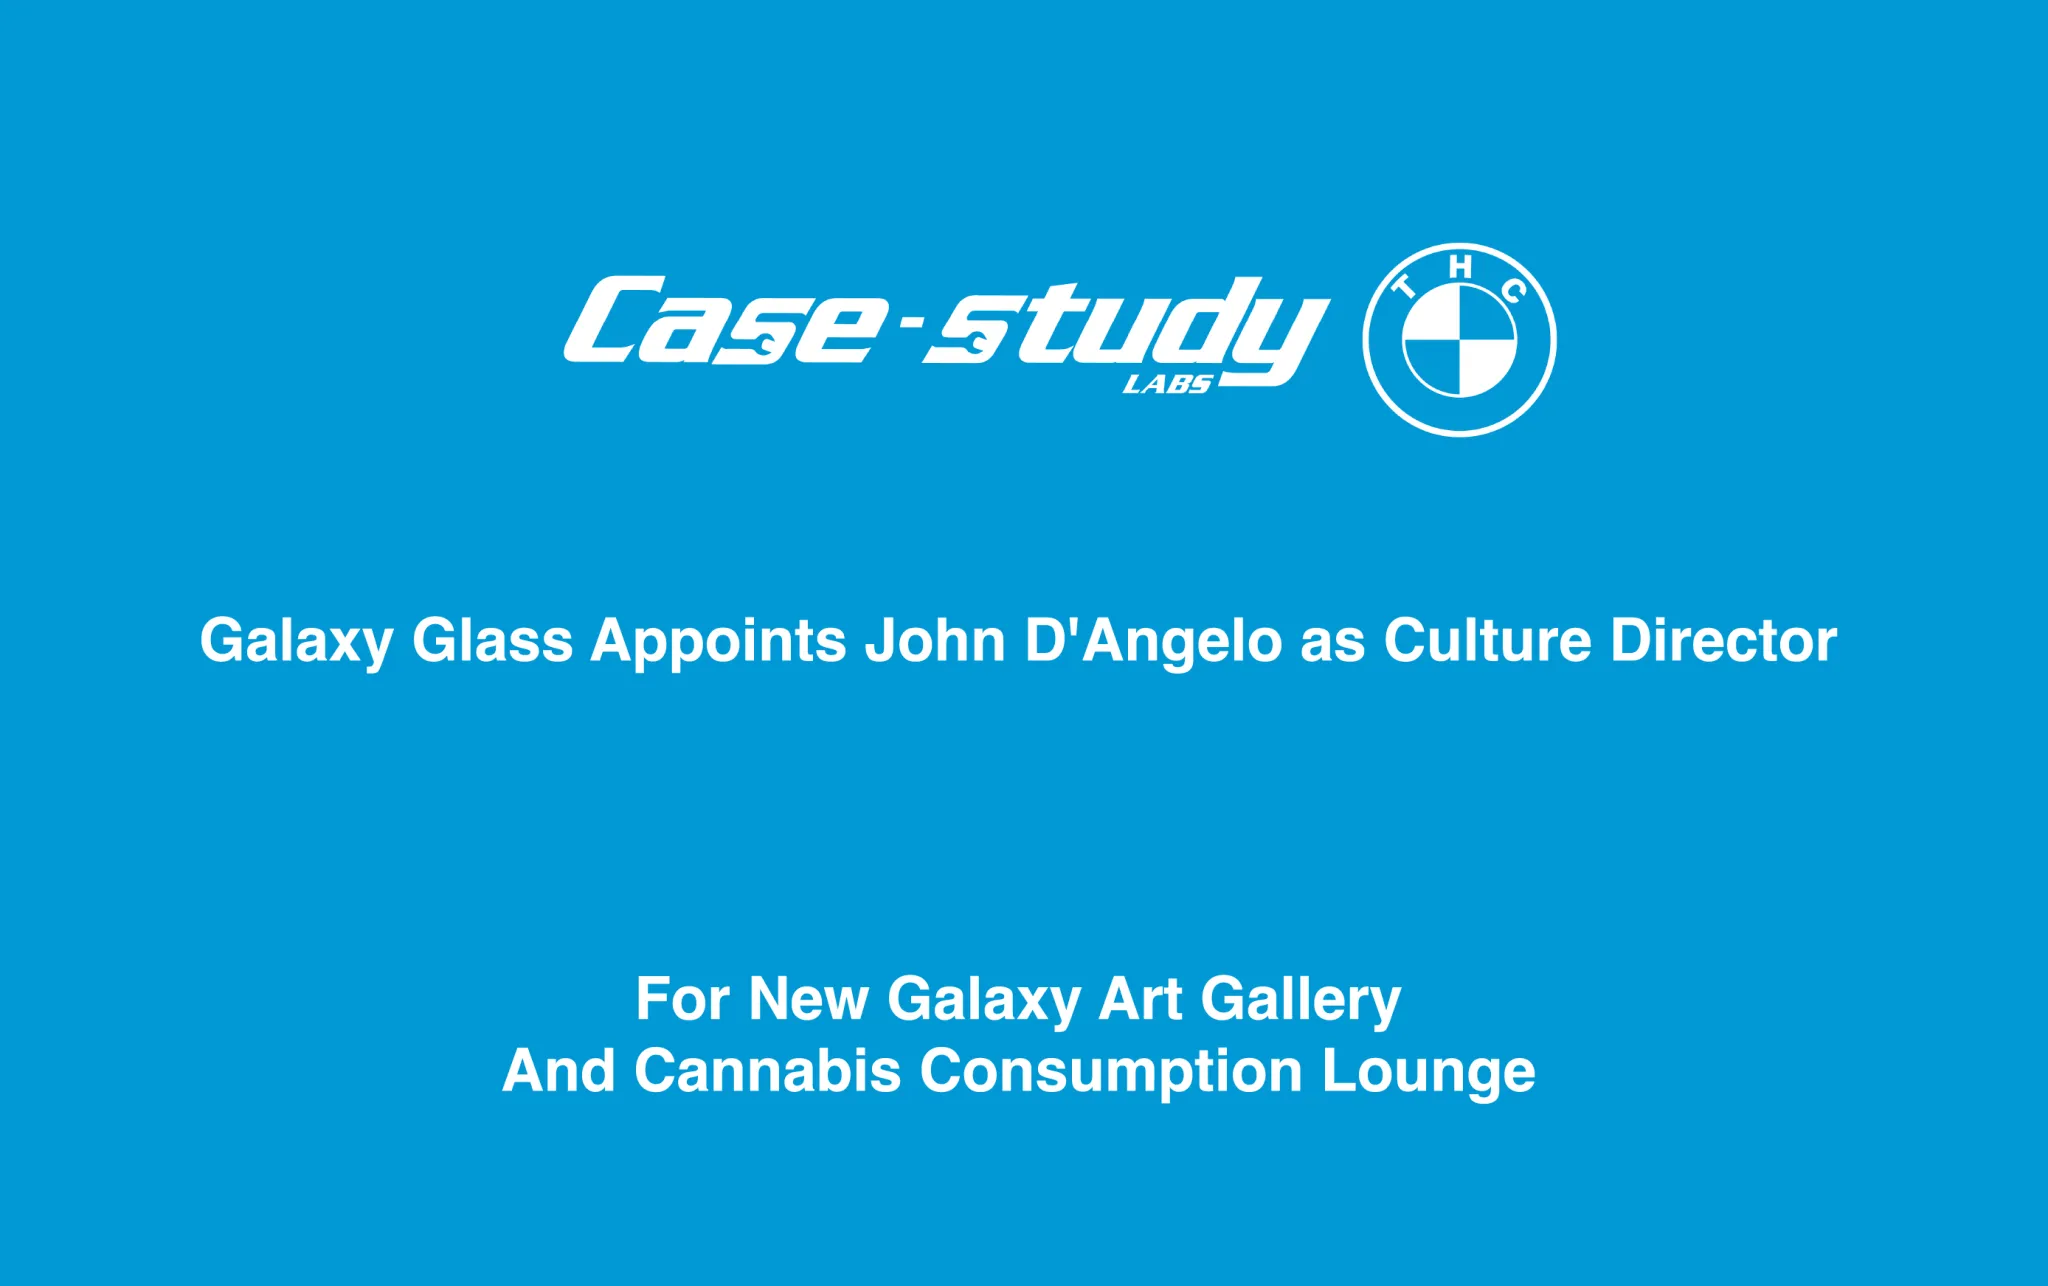 Case-study
LABS
THC
Galaxy Glass Appoints John D'Angelo as Culture Director
For New Galaxy Art Gallery
And Cannabis Consumption Lounge